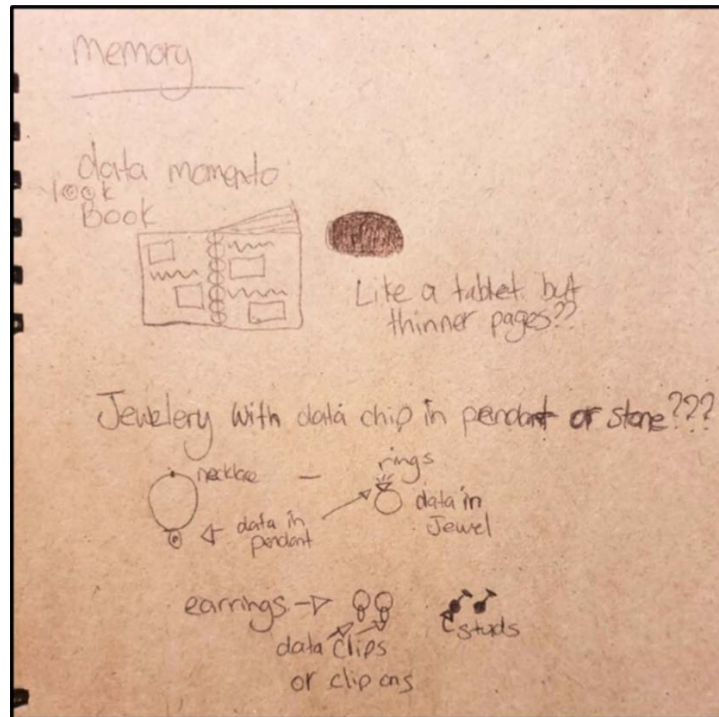 Memory
data momento
look
Book
Like a tablet but
thinner pages??
Jewelery with data chip in pendant or stone???
necklace
rings
data in
pendant
data in
Jewel
earrings
data clips
or clip ons
studs